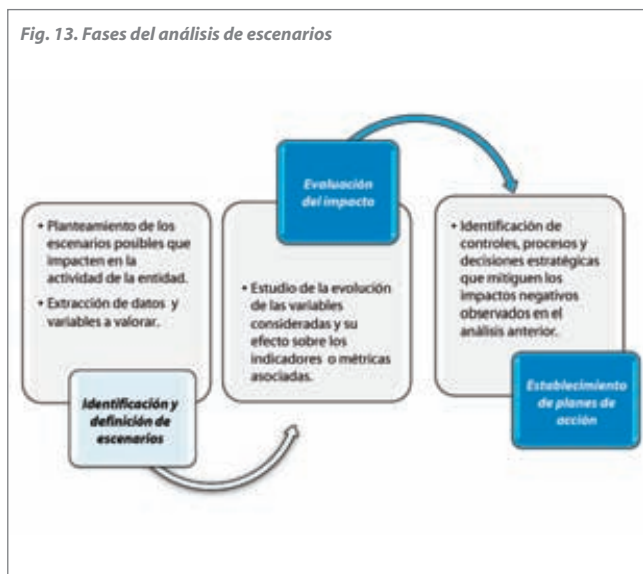 Fig. 13. Fases del análisis de escenarios
• Planteamiento de los
escenarios posibles que
impacten en la
actividad de la entidad.
• Extracción de datos y
variables a valorar.
Identificación y
definición de
escenarios
Evaluación
del impacto
• Estudio de la evolución
de las variables
consideradas y su
efecto sobre los
indicadores o métricas
asociadas.
• Identificación de
controles, procesos y
decisiones estratégicas
que mitiguen los
impactos negativos
observados en el
análisis anterior.
Establecimiento
de planes de
acción